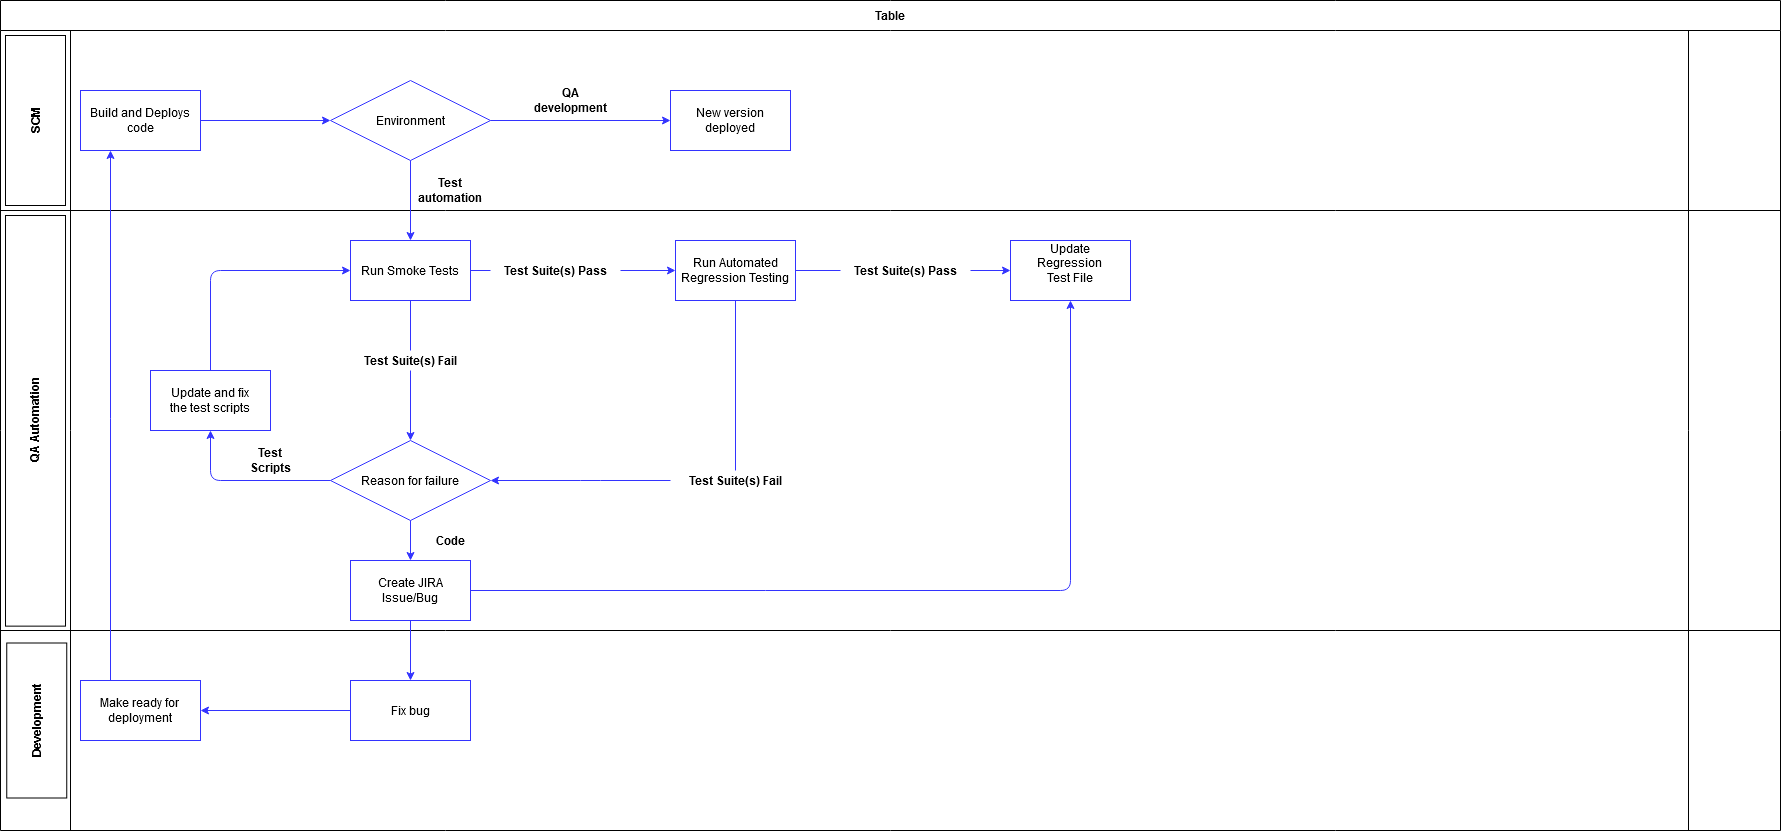 Table
SCM
Build and Deploys
code
Environment
QA
development
New version
deployed
Test
automation
QA Automation
Run Smoke Tests
Test Suite(s) Pass
Run Automated
Regression Testing
Test Suite(s) Pass
Update
Regression
Test File
Test Suite(s) Fail
Update and fix
the test scripts
Test
Scripts
Reason for failure
Test Suite(s) Fail
Code
Create JIRA
Issue/Bug
Development
Make ready for
deployment
Fix bug